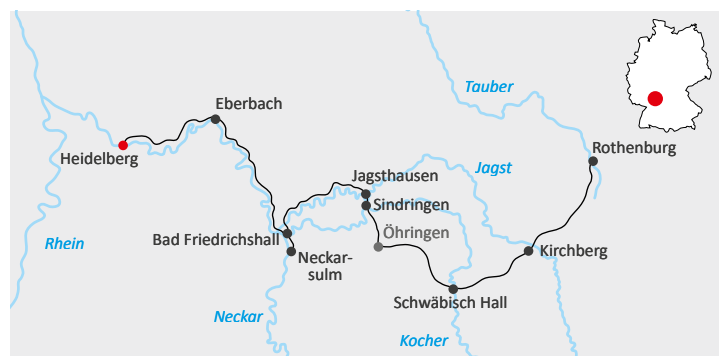 Tauber
Eberbach
Rothenburg
Heidelberg
Jagst
Jagsthausen
Sindringen
Öhringen
Rhein
Bad Friedrichshall
Kirchberg
Neckar-
sulm
Schwäbisch Hall
Neckar
Kocher